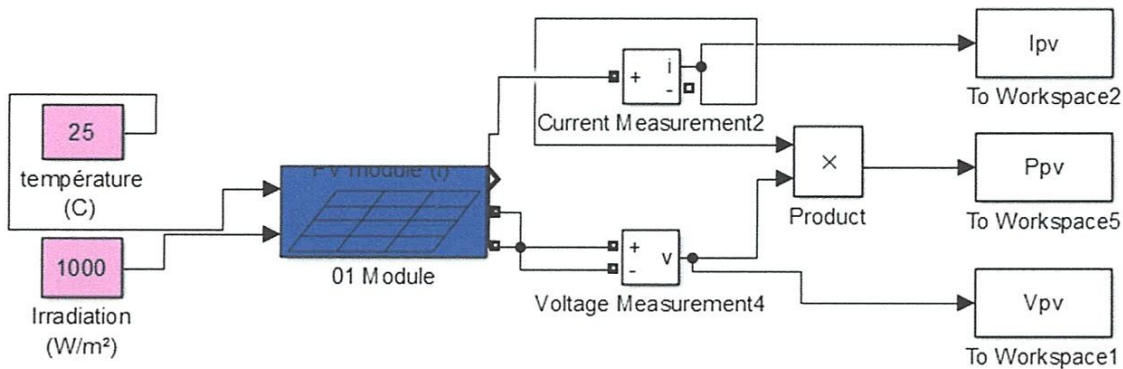 Ipv
To Workspace2
i
+
-
Current Measurement2
25
température
(C)
PV module (I)
Ppv
To Workspace5
×
Product
01 Module
1000
Irradiation
(W/m²)
+
v
-
Voltage Measurement4
Vpv
To Workspace1